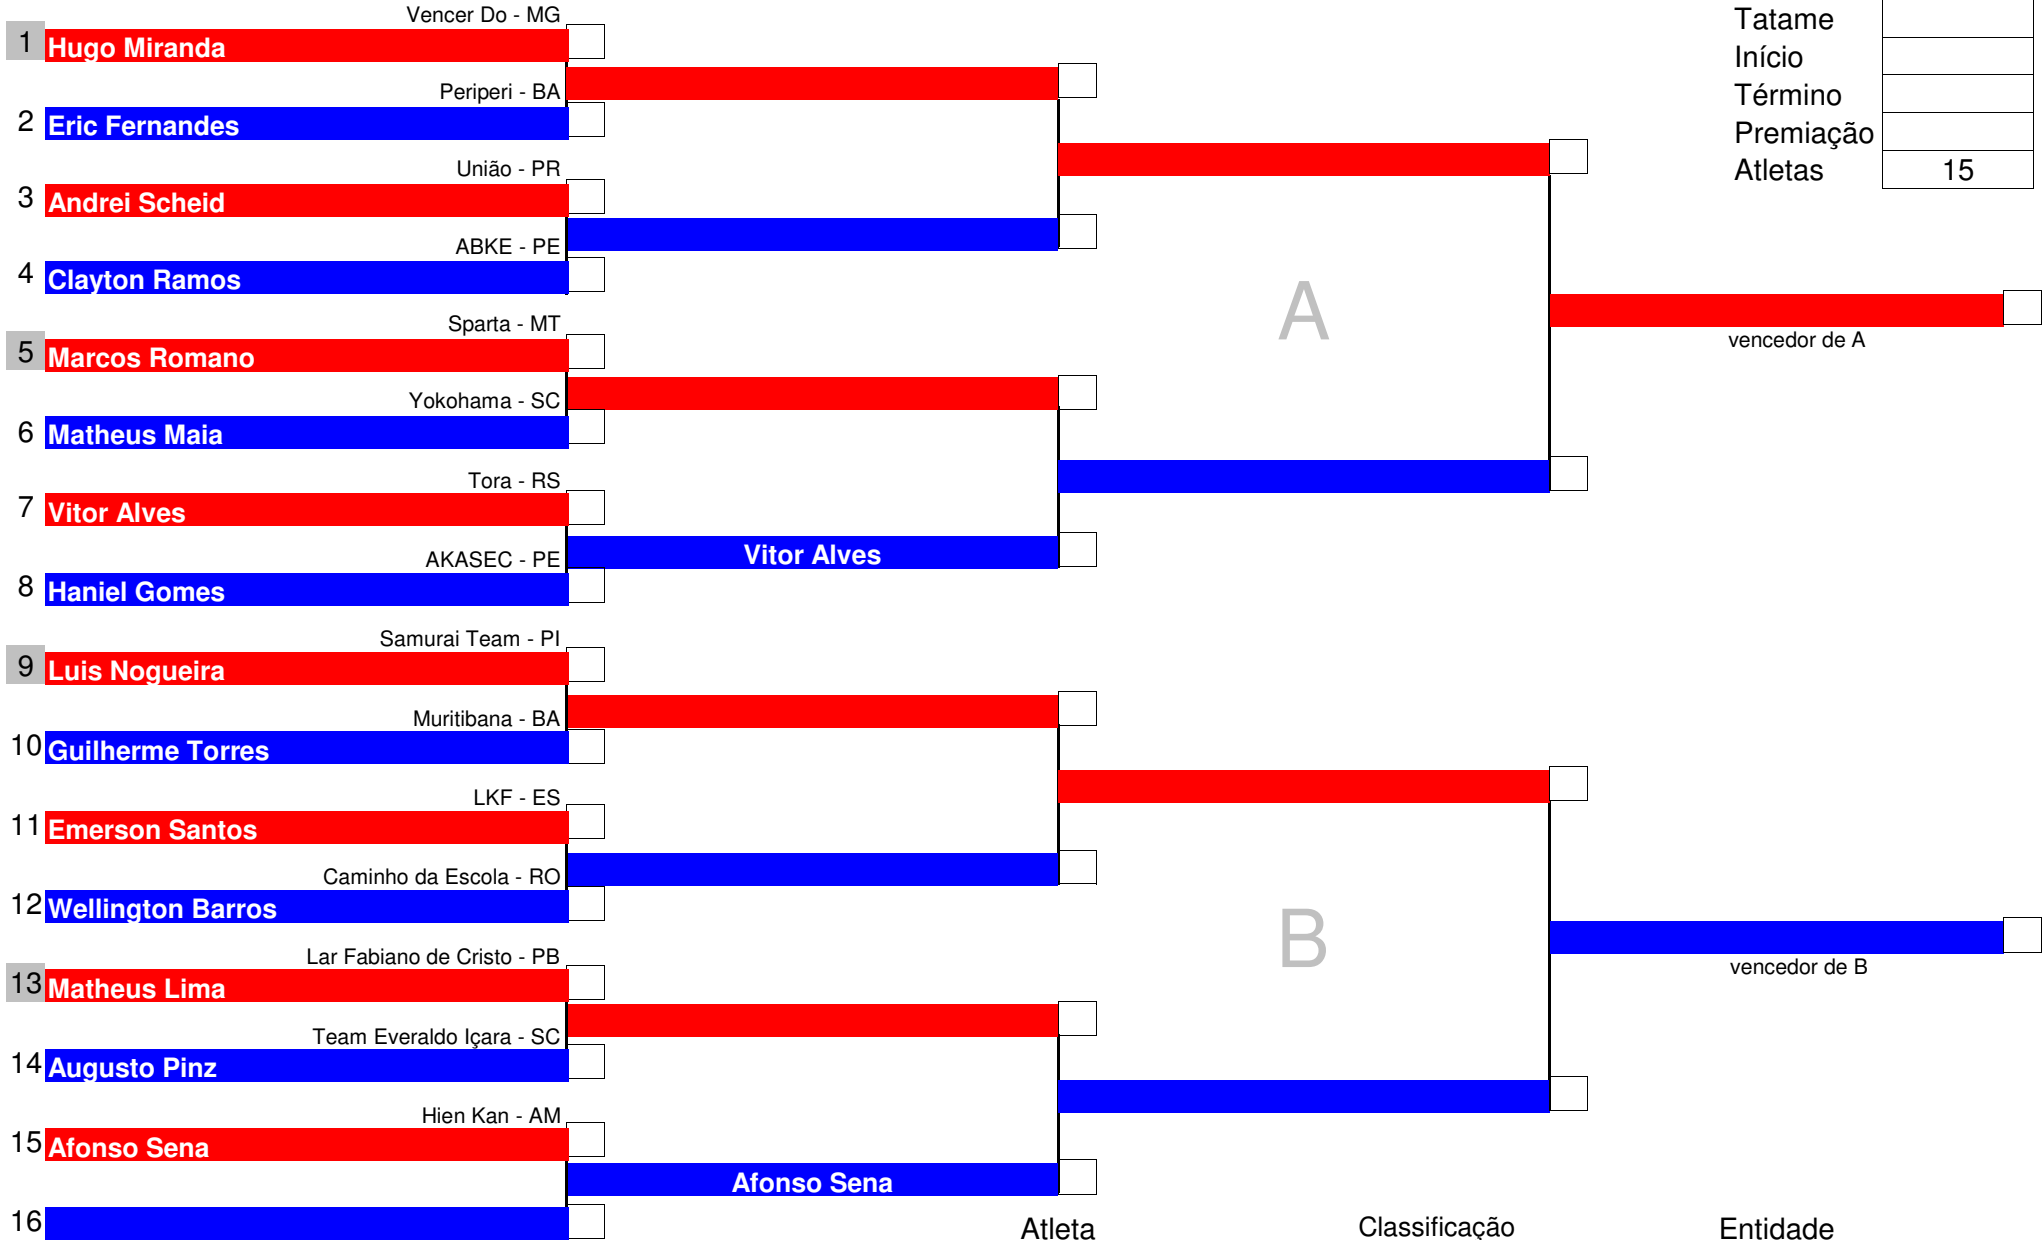 Vencer Do - MG
1 Hugo Miranda
Periperi - BA
2 Eric Fernandes
União - PR
3 Andrei Scheid
ABKE - PE
4 Clayton Ramos
Sparta - MT
5 Marcos Romano
Yokohama - SC
6 Matheus Maia
Tora - RS
7 Vitor Alves
AKASEC - PE
8 Haniel Gomes
Samurai Team - PI
9 Luis Nogueira
Muritibana - BA
10 Guilherme Torres
LKF - ES
11 Emerson Santos
Caminho da Escola - RO
12 Wellington Barros
Lar Fabiano de Cristo - PB
13 Matheus Lima
Team Everaldo Içara - SC
14 Augusto Pinz
Hien Kan - AM
15 Afonso Sena
16
Vitor Alves
Afonso Sena
A
B
vencedor de A
vencedor de B
Tatame
Início
Término
Premiação
Atletas 15
Atleta Classificação Entidade